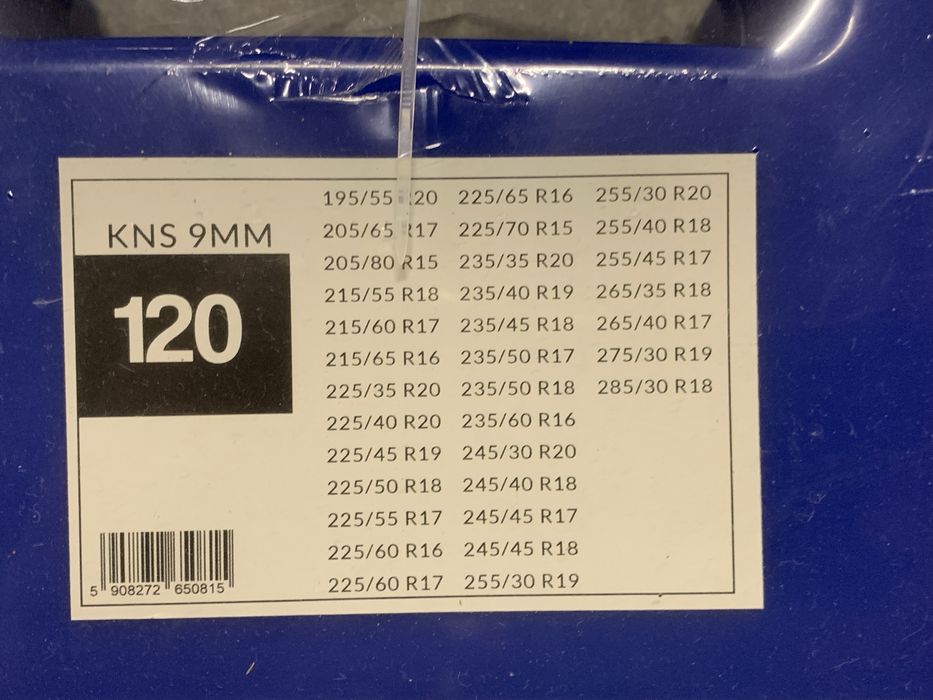 KNS 9MM
120
195/55 R20
205/65 R17
205/80 R15
215/55 R18
215/60 R17
215/65 R16
225/35 R20
225/40 R20
225/45 R19
225/50 R18
225/55 R17
225/60 R16
225/60 R17
225/65 R16
225/70 R15
235/35 R20
235/40 R19
235/45 R18
235/50 R17
235/50 R18
235/60 R16
245/30 R20
245/40 R18
245/45 R17
245/45 R18
255/30 R19
255/30 R20
255/40 R18
255/45 R17
265/35 R18
265/40 R17
275/30 R19
285/30 R18
5 908272 650815